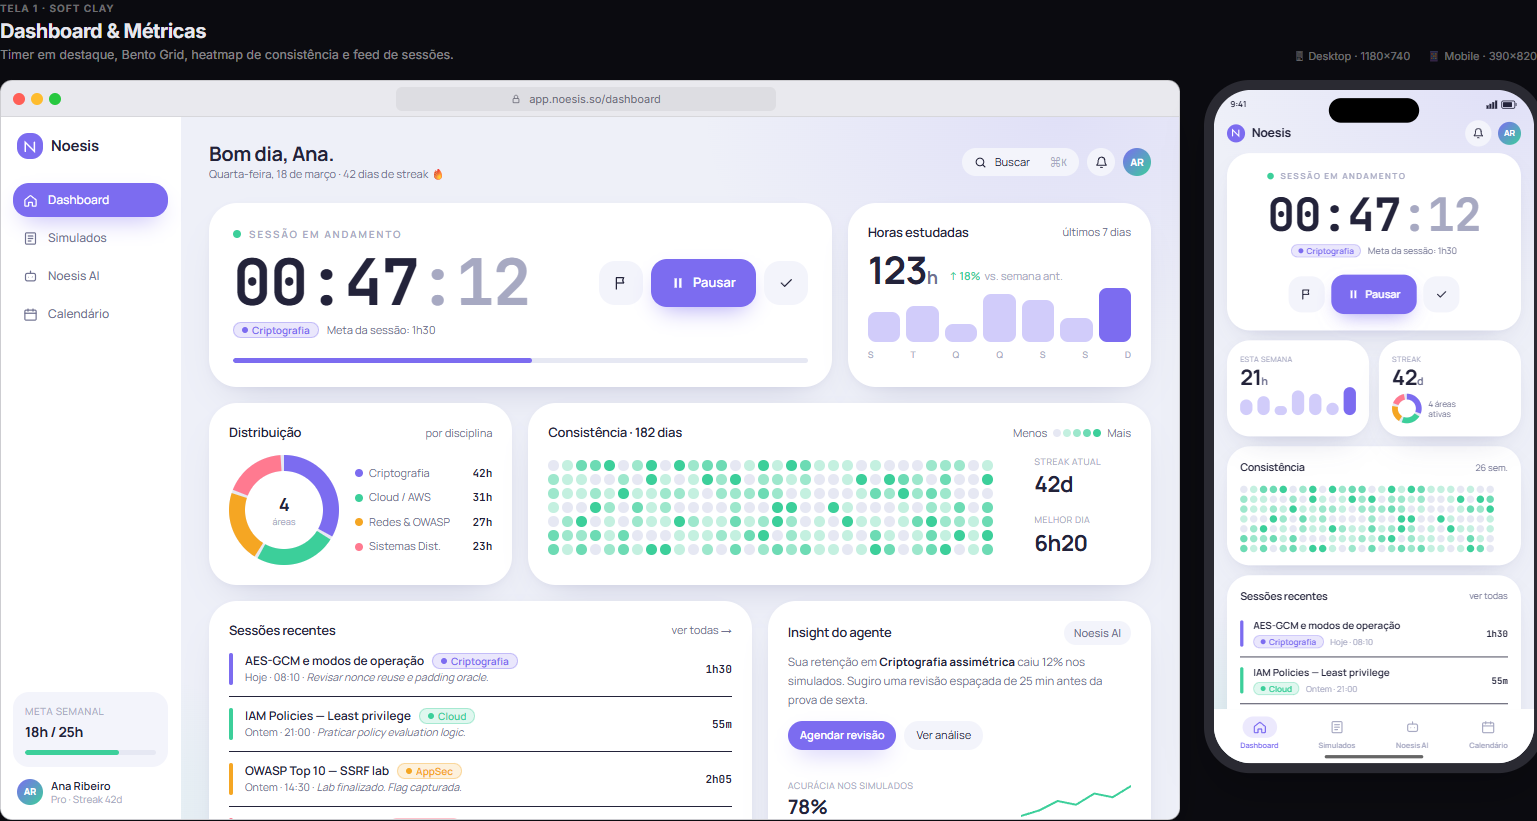 TELA 1 · SOFT CLAY
Dashboard & Métricas
Timer em destaque, Bento Grid, heatmap de consistência e feed de sessões.
Desktop · 1180×740
Mobile · 390×820
app.noesis.so/dashboard
Noesis
Dashboard
Simulados
Noesis AI
Calendário
META SEMANAL
18h / 25h
AR
Ana Ribeiro
Pro · Streak 42d
Bom dia, Ana.
Quarta-feira, 18 de março · 42 dias de streak 🔥
Buscar ⌘K
AR
SESSÃO EM ANDAMENTO
00:47:12
Criptografia
Meta da sessão: 1h30
Pausar
Horas estudadas
últimos 7 dias
123h
↑ 18% vs. semana ant.
S T Q Q S S D
Distribuição
por disciplina
4
áreas
Criptografia 42h
Cloud / AWS 31h
Redes & OWASP 27h
Sistemas Dist. 23h
Consistência · 182 dias
Menos
Mais
STREAK ATUAL
42d
MELHOR DIA
6h20
Sessões recentes
ver todas →
AES-GCM e modos de operação Criptografia
Hoje · 08:10 · Revisar nonce reuse e padding oracle.
1h30
IAM Policies — Least privilege Cloud
Ontem · 21:00 · Praticar policy evaluation logic.
55m
OWASP Top 10 — SSRF lab AppSec
Ontem · 14:30 · Lab finalizado. Flag capturada.
2h05
Insight do agente
Noesis AI
Sua retenção em Criptografia assimétrica caiu 12% nos
simulados. Sugiro uma revisão espaçada de 25 min antes da
prova de sexta.
Agendar revisão
Ver análise
ACURÁCIA NOS SIMULADOS
78%
9:41
Noesis
AR
SESSÃO EM ANDAMENTO
00:47:12
Criptografia
Meta da sessão: 1h30
Pausar
ESTA SEMANA
21h
STREAK
42d
4 áreas
ativas
Consistência
26 sem.
Sessões recentes
ver todas
AES-GCM e modos de operação
Criptografia
Hoje · 08:10
1h30
IAM Policies — Least privilege
Cloud
Ontem · 21:00
55m
Dashboard
Simulados
Noesis AI
Calendário